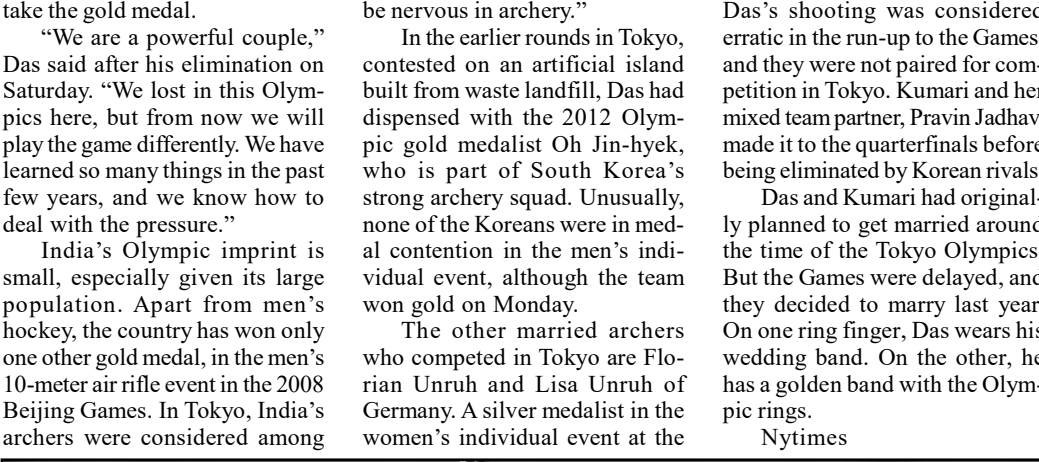 take the gold medal.
“We are a powerful couple,”
Das said after his elimination on
Saturday. “We lost in this Olym-
pics here, but from now we will
play the game differently. We have
learned so many things in the past
few years, and we know how to
deal with the pressure.”
India’s Olympic imprint is
small, especially given its large
population. Apart from men’s
hockey, the country has won only
one other gold medal, in the men’s
10-meter air rifle event in the 2008
Beijing Games. In Tokyo, India’s
archers were considered among
be nervous in archery.”
In the earlier rounds in Tokyo,
contested on an artificial island
built from waste landfill, Das had
dispensed with the 2012 Olym-
pic gold medalist Oh Jin-hyek,
who is part of South Korea’s
strong archery squad. Unusually,
none of the Koreans were in med-
al contention in the men’s indi-
vidual event, although the team
won gold on Monday.
The other married archers
who competed in Tokyo are Flo-
rian Unruh and Lisa Unruh of
Germany. A silver medalist in the
women’s individual event at the
Das’s shooting was considered
erratic in the run-up to the Games
and they were not paired for com-
petition in Tokyo. Kumari and her
mixed team partner, Pravin Jadhav
made it to the quarterfinals before
being eliminated by Korean rivals
Das and Kumari had original-
ly planned to get married around
the time of the Tokyo Olympics
But the Games were delayed, and
they decided to marry last year
On one ring finger, Das wears his
wedding band. On the other, he
has a golden band with the Olym-
pic rings.
Nytimes